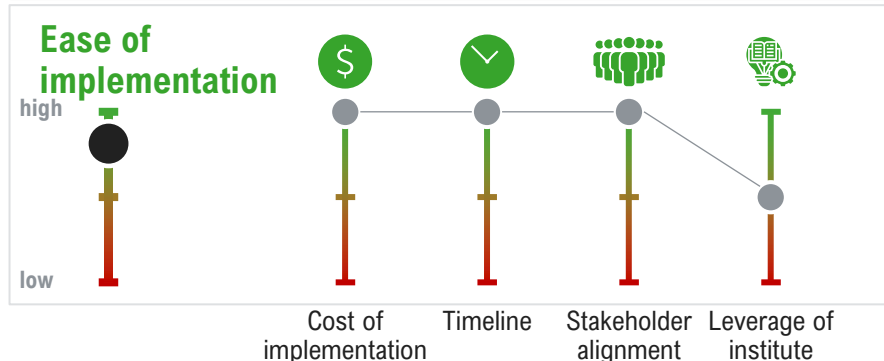 Ease of
implementation
high
low
$
Cost of
implementation
Timeline
Stakeholder
alignment
Leverage of
institute